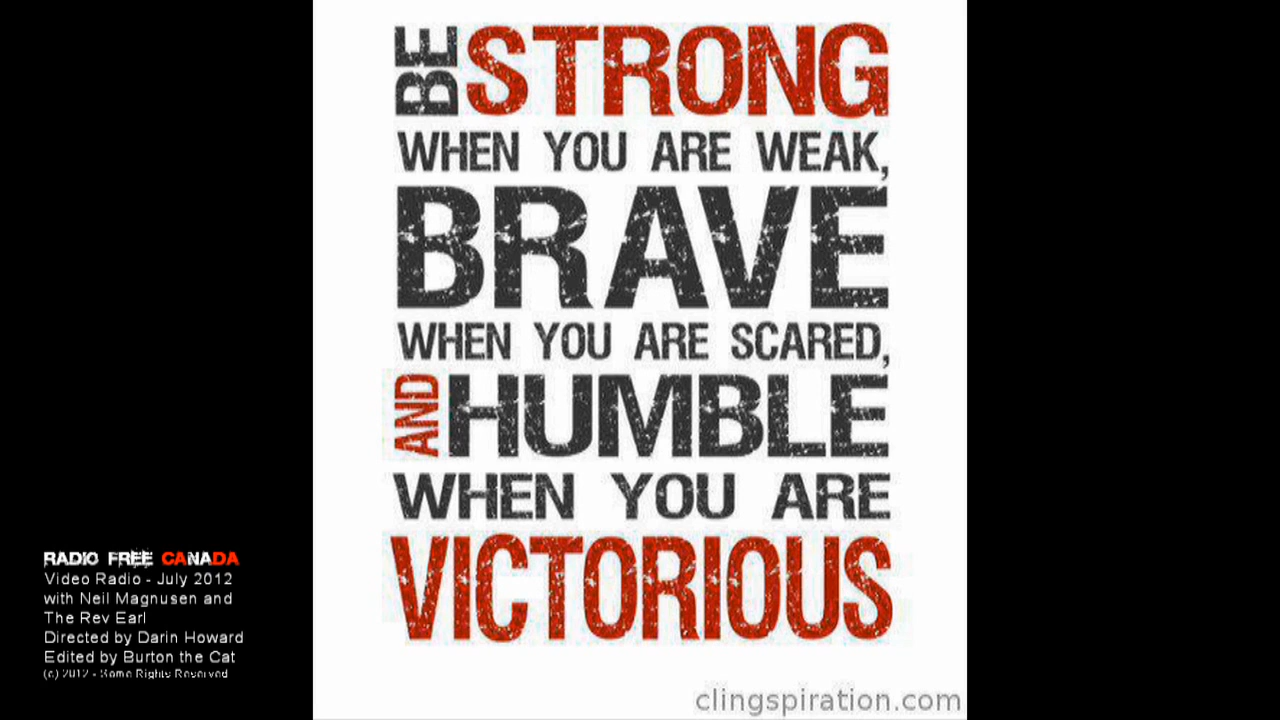 BE STRONG
WHEN YOU ARE WEAK,
BRAVE
WHEN YOU ARE SCARED,
AND HUMBLE
WHEN YOU ARE
VICTORIOUS
clingspiration.com
RADIO FREE CANADA
Video Radio - July 2012
with Neil Magnusen and
The Rev Earl
Directed by Darin Howard
Edited by Burton the Cat
(c) 2012 - Some Rights Reserved